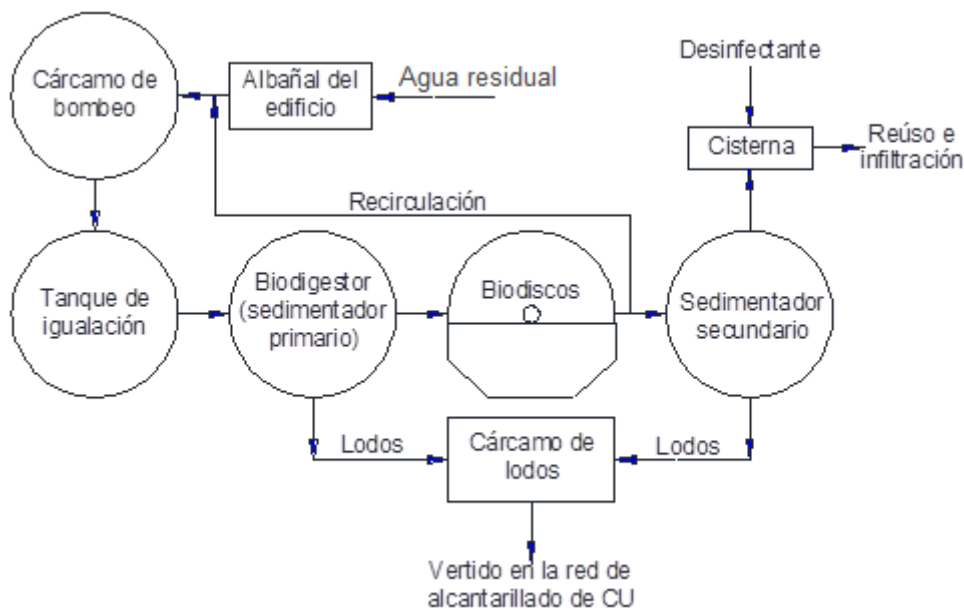 Desinfectante
Cárcamo de
bombeo
Albañal del
edificio
Agua residual
Cisterna
Reúso e
infiltración
Recirculación
Tanque de
igualación
Biodigestor
(sedimentador
primario)
Biodiscos
Sedimentador
secundario
Lodos
Cárcamo de
lodos
Lodos
Vertido en la red de
alcantarillado de CU